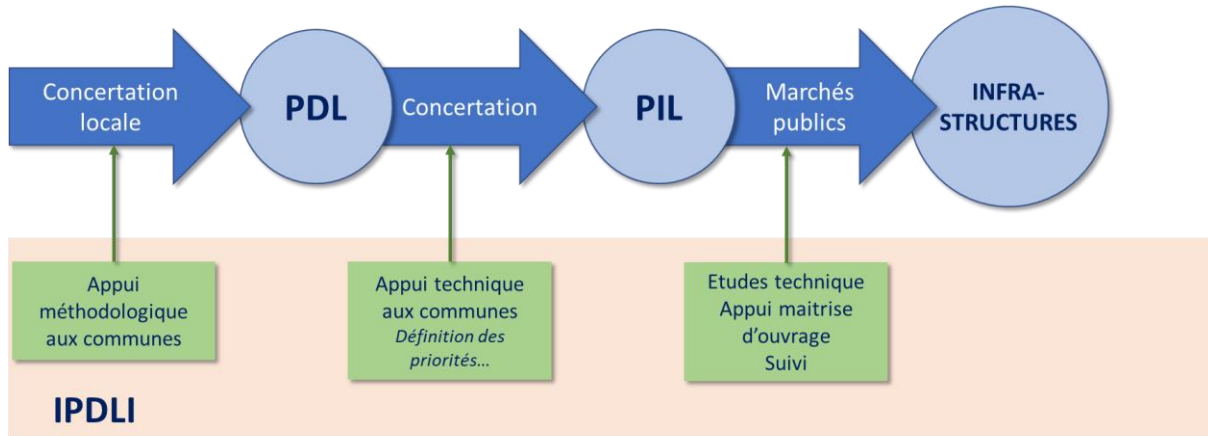 Concertation
locale
PDL
Concertation
PIL
Marchés
publics
INFRA-
STRUCTURES
Appui
méthodologique
aux communes
Appui technique
aux communes
Définition des
priorités…
Etudes technique
Appui maitrise
d'ouvrage
Suivi
IPDLI